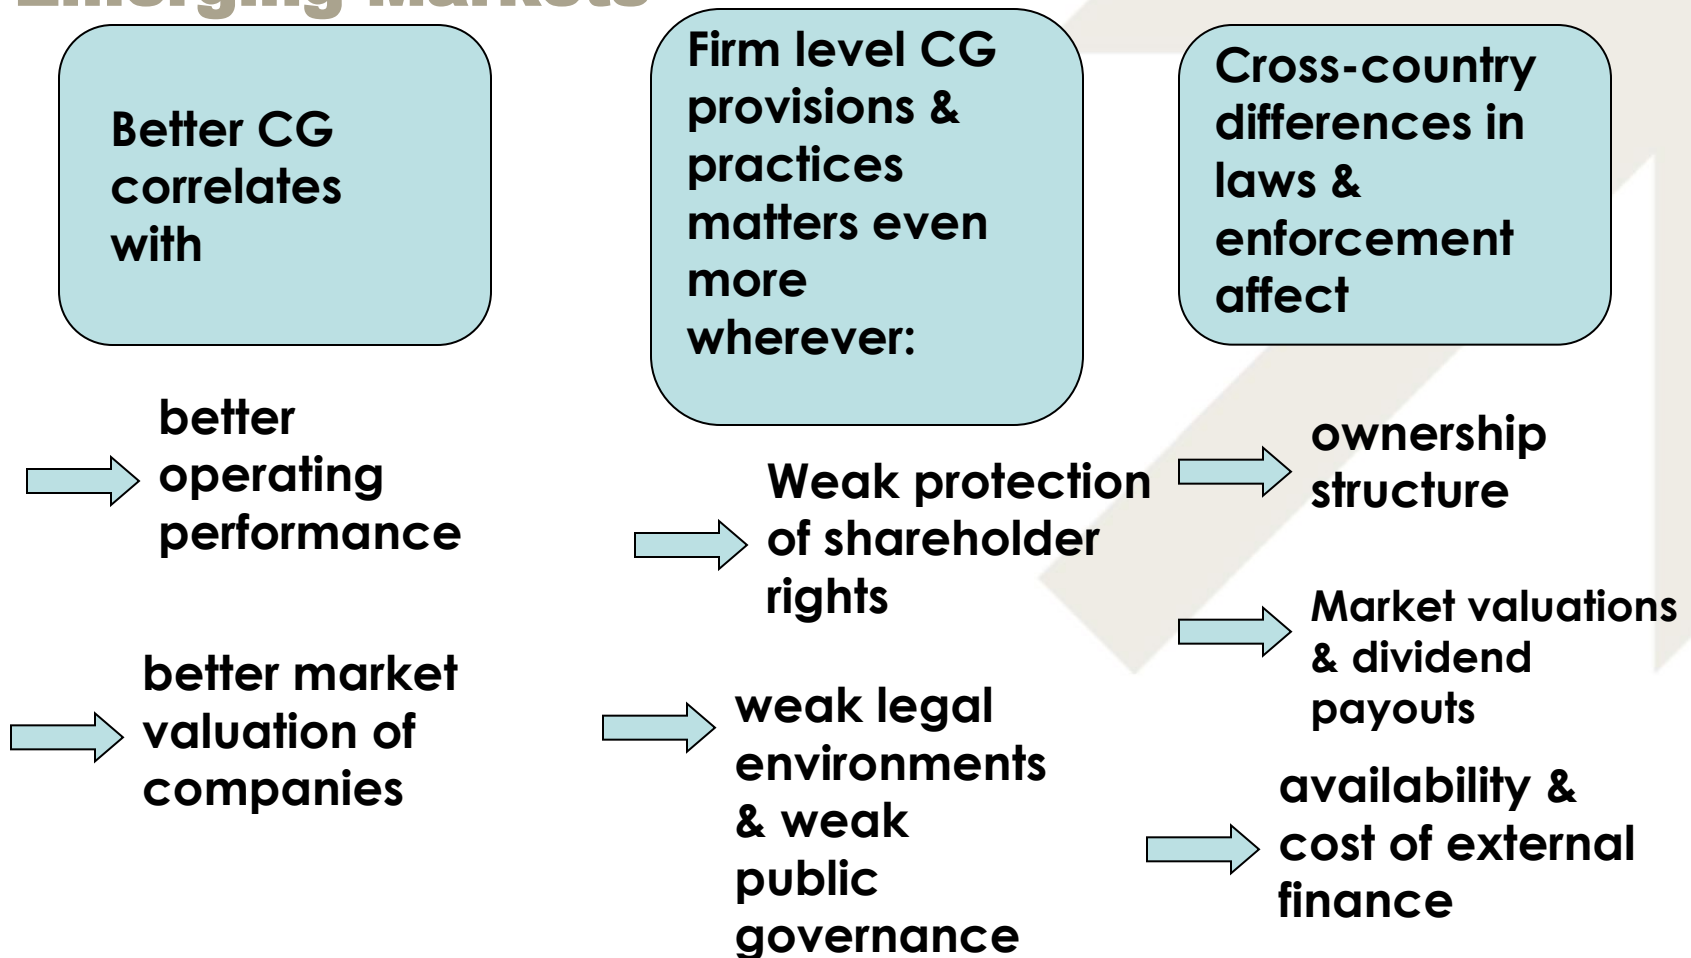 Emerging Markets
Better CG
correlates
with
better
operating
performance
better market
valuation of
companies
Firm level CG
provisions &
practices
matters even
more
wherever:
Weak protection
of shareholder
rights
weak legal
environments
& weak
public
governance
Cross-country
differences in
laws &
enforcement
affect
ownership
structure
Market valuations
& dividend
payouts
availability &
cost of external
finance